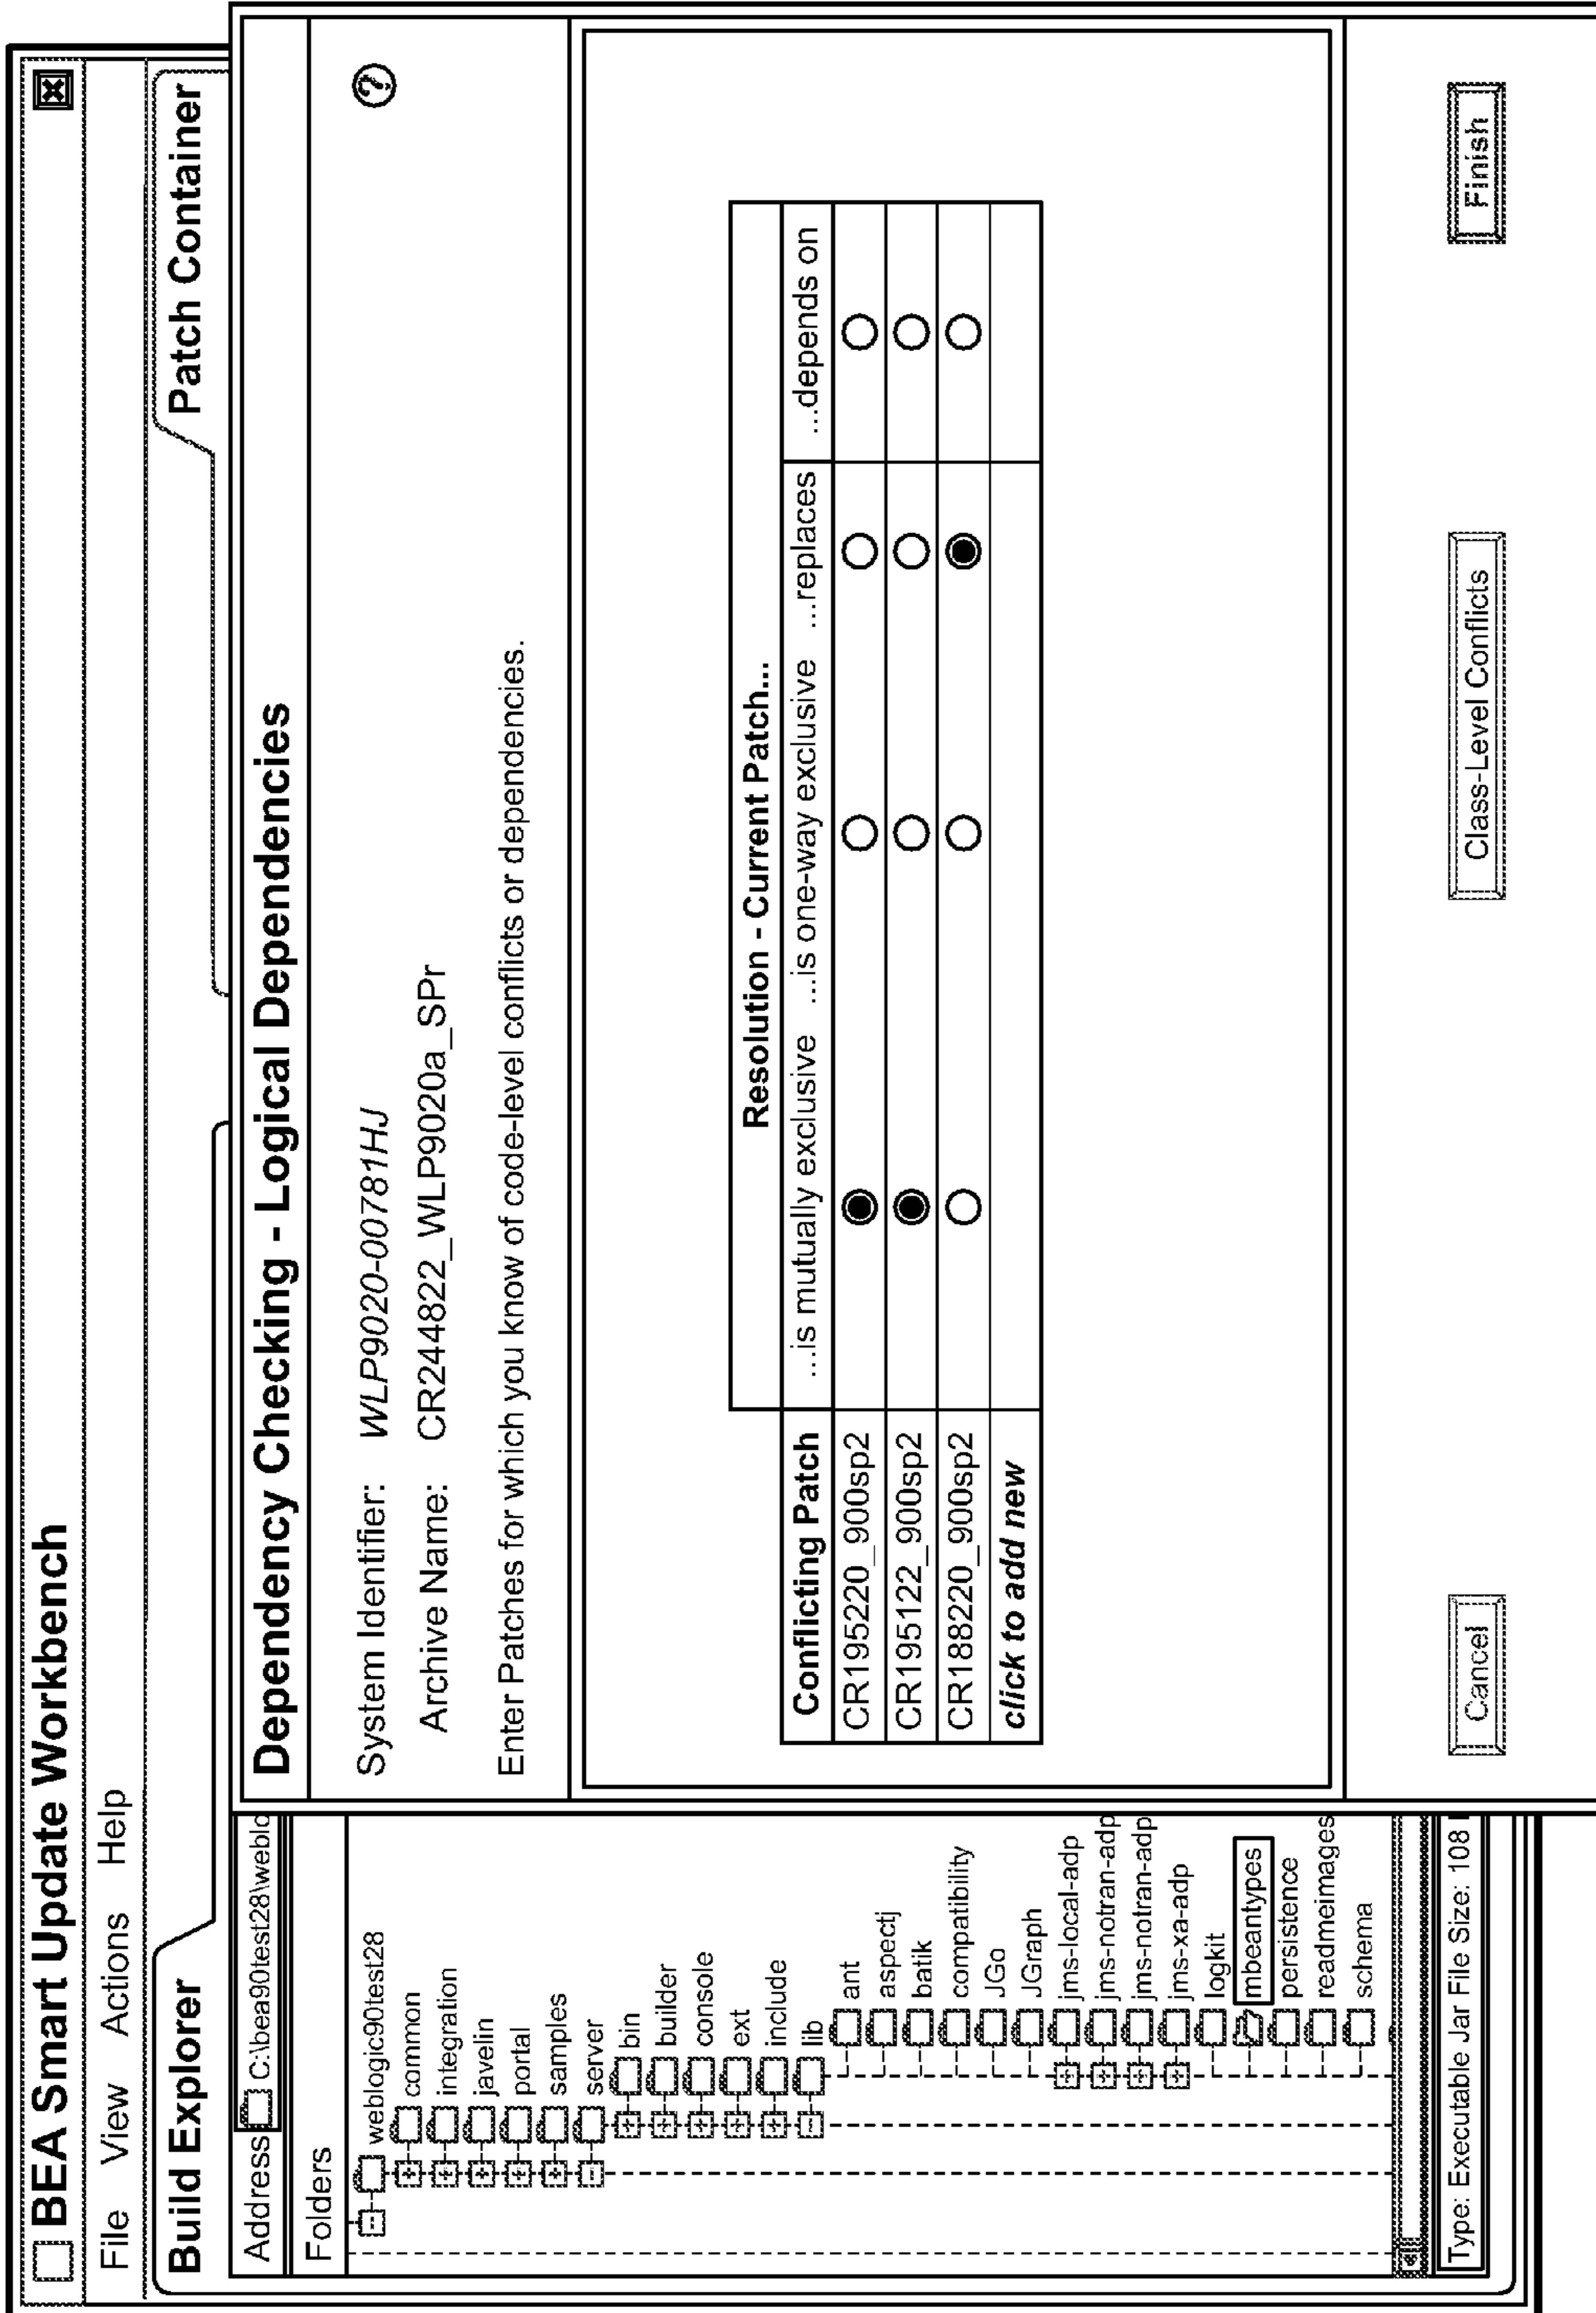 BEA Smart Update Workbench
File View Actions Help
Build Explorer
Patch Container
Address C:\bea90test28\weblo
Folders
weblogic90test28
common
integration
javelin
portal
samples
server
bin
builder
console
ext
include
lib
ant
aspectj
batik
compatibility
JGo
JGraph
jms-local-adp
jms-notran-adp
jms-notran-adp
jms-xa-adp
logkit
mbeantypes
persistence
readmeimages
schema
Type: Executable Jar File Size: 108
Dependency Checking - Logical Dependencies
System Identifier: WLP9020-00781HJ
?
Archive Name: CR244822_WLP9020a_SPr
Enter Patches for which you know of code-level conflicts or dependencies.
Resolution - Current Patch...
Conflicting Patch ...is mutually exclusive ...is one-way exclusive ...replaces ...depends on
CR195220_900sp2
CR195122_900sp2
CR188220_900sp2
click to add new
Cancel Class-Level Conflicts Finish